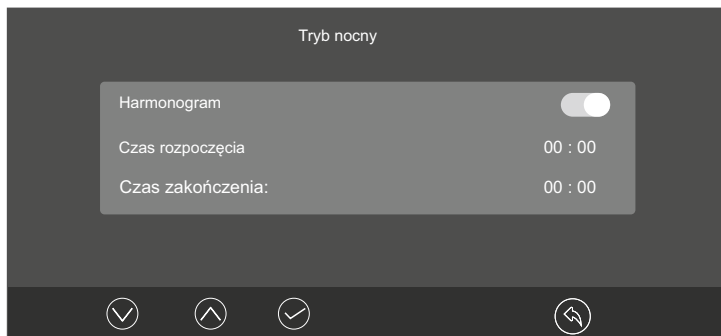 Tryb nocny
Harmonogram
Czas rozpoczęcia 00 : 00
Czas zakończenia: 00 : 00